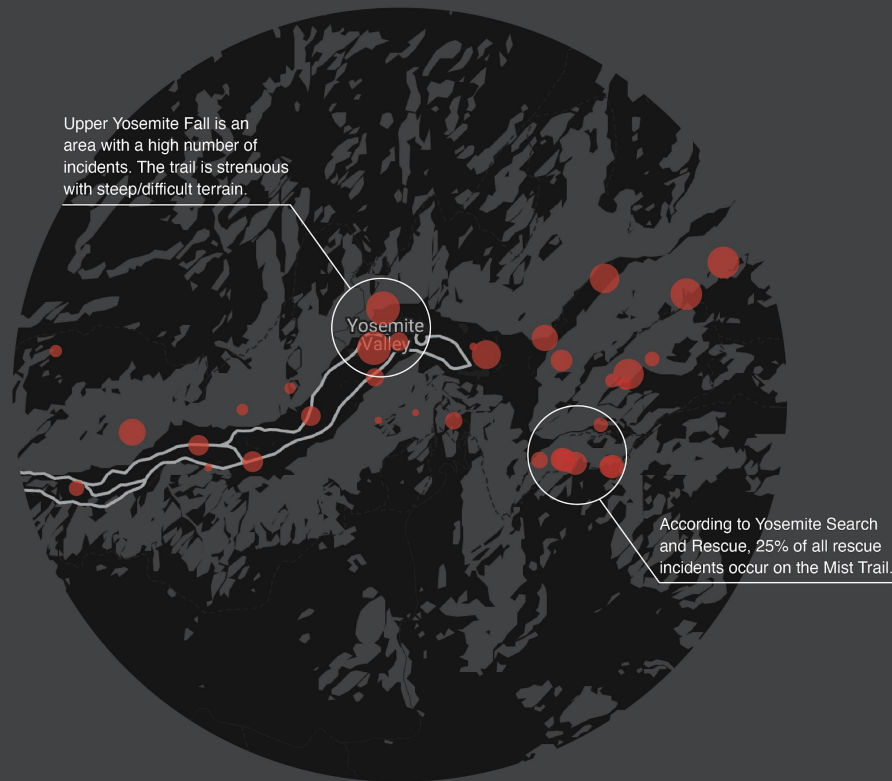 Upper Yosemite Fall is an
area with a high number of
incidents. The trail is strenuous
with steep/difficult terrain.
Yosemite
Valley
According to Yosemite Search
and Rescue, 25% of all rescue
incidents occur on the Mist Trail.